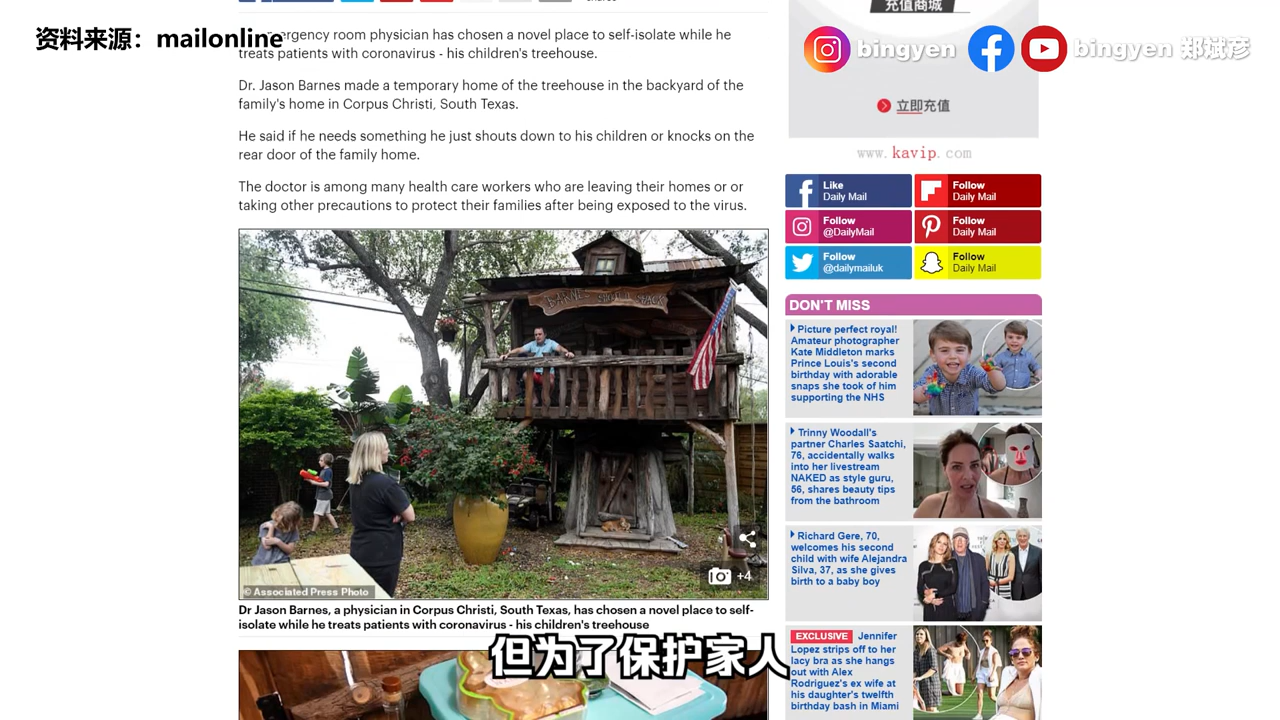 资料来源：mailonline
emergency room physician has chosen a novel place to self-isolate while he
treats patients with coronavirus - his children's treehouse.
Dr. Jason Barnes made a temporary home of the treehouse in the backyard of the
family's home in Corpus Christi, South Texas.
He said if he needs something he just shouts down to his children or knocks on the
rear door of the family home.
The doctor is among many health care workers who are leaving their homes or or
taking other precautions to protect their families after being exposed to the virus.
BARNES SHOTTIN SHACK
© Associated Press Photo
+4
Dr Jason Barnes, a physician in Corpus Christi, South Texas, has chosen a novel place to self-
isolate while he treats patients with coronavirus - his children's treehouse
但为了保护家人
充值商城
bingyen
bingyen 郑斌彦
立即充值
www.kavip.com
Like
Daily Mail
Follow
Daily Mail
Follow
@DailyMail
Follow
Daily Mail
Follow
@dailymailuk
Follow
Daily Mail
DON'T MISS
Picture perfect royal!
Amateur photographer
Kate Middleton marks
Prince Louis's second
birthday with adorable
snaps she took of him
supporting the NHS
Trinny Woodall's
partner Charles Saatchi,
76, accidentally walks
into her livestream
NAKED as style guru,
56, shares beauty tips
from the bathroom
Richard Gere, 70,
welcomes his second
child with wife Alejandra
Silva, 37, as she gives
birth to a baby boy
EXCLUSIVE Jennifer
Lopez strips off to her
lacy bra as she hangs
out with Alex
Rodriguez's ex wife at
his daughter's twelfth
birthday bash in Miami